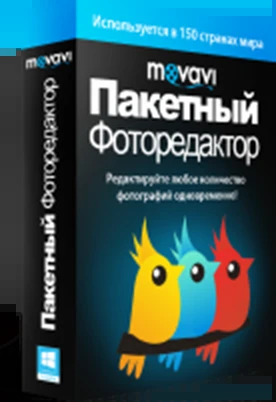 Используется в 150 странах мира
movavi
Пакетный
Фоторедактор
Редактируйте любое количество
фотографий одновременно!
Пакетный Фоторедактор